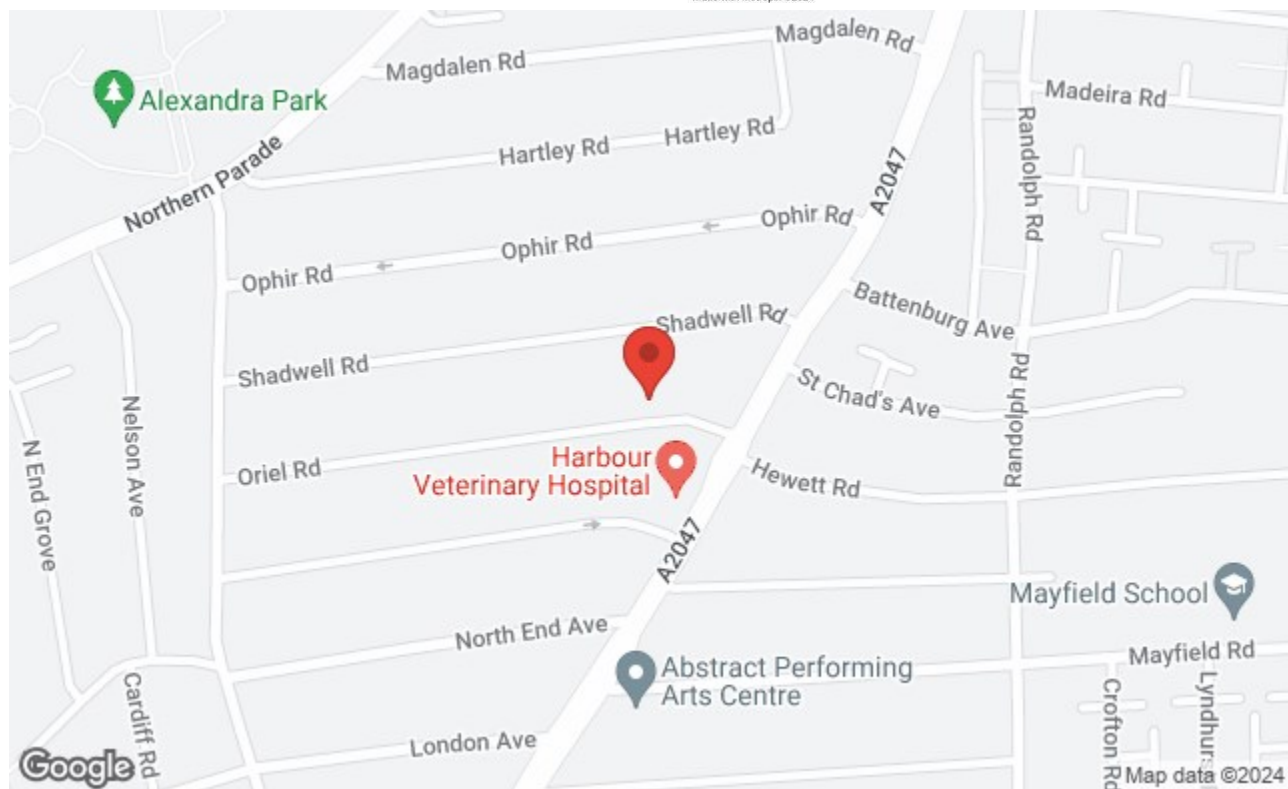 Magdalen Rd
Magdalen Rd
Alexandra Park
Madeira Rd
Hartley Rd
Hartley Rd
Northern Parade
Randolph Rd
A2047
Ophir Rd
Ophir Rd
Ophir Rd
Battenburg Ave
Shadwell Rd
Shadwell Rd
St Chad's Ave
Nelson Ave
Randolph Rd
N End Grove
Oriel Rd
Harbour
Veterinary Hospital
Hewett Rd
A2047
Mayfield School
North End Ave
Mayfield Rd
Abstract Performing
Arts Centre
Cardiff Rd
Crofton Rd
London Ave
Google
Map data ©2024